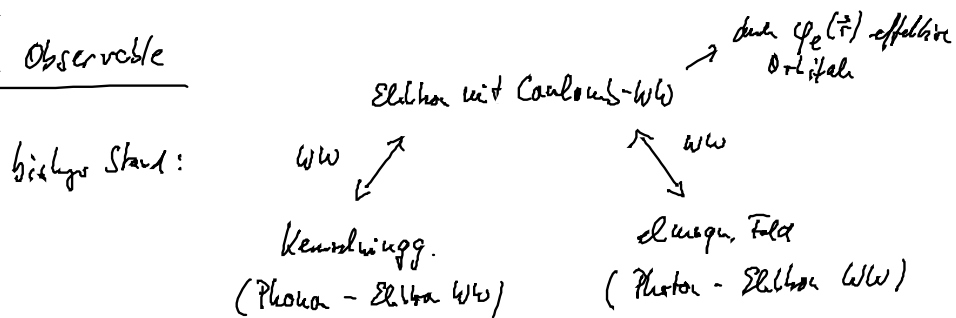 Observable
durch φ_e(r⃗) effektive
Orbitale
Elektron mit Coulomb-WW
bisheriger Stand:
WW
WW
Kernschwingg.
elmagn. Feld
(Phonon - Elektron WW)
(Photon - Elektron WW)